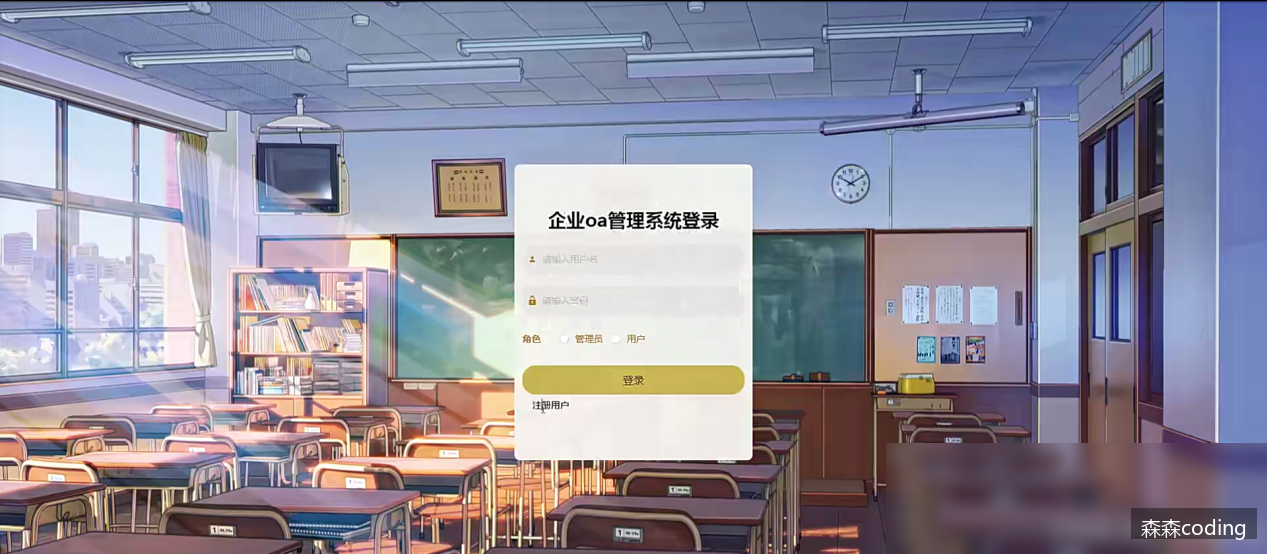 企业oa管理系统登录
请输入用户名
请输入密码
角色 管理员 用户
登录
注册用户
森森coding